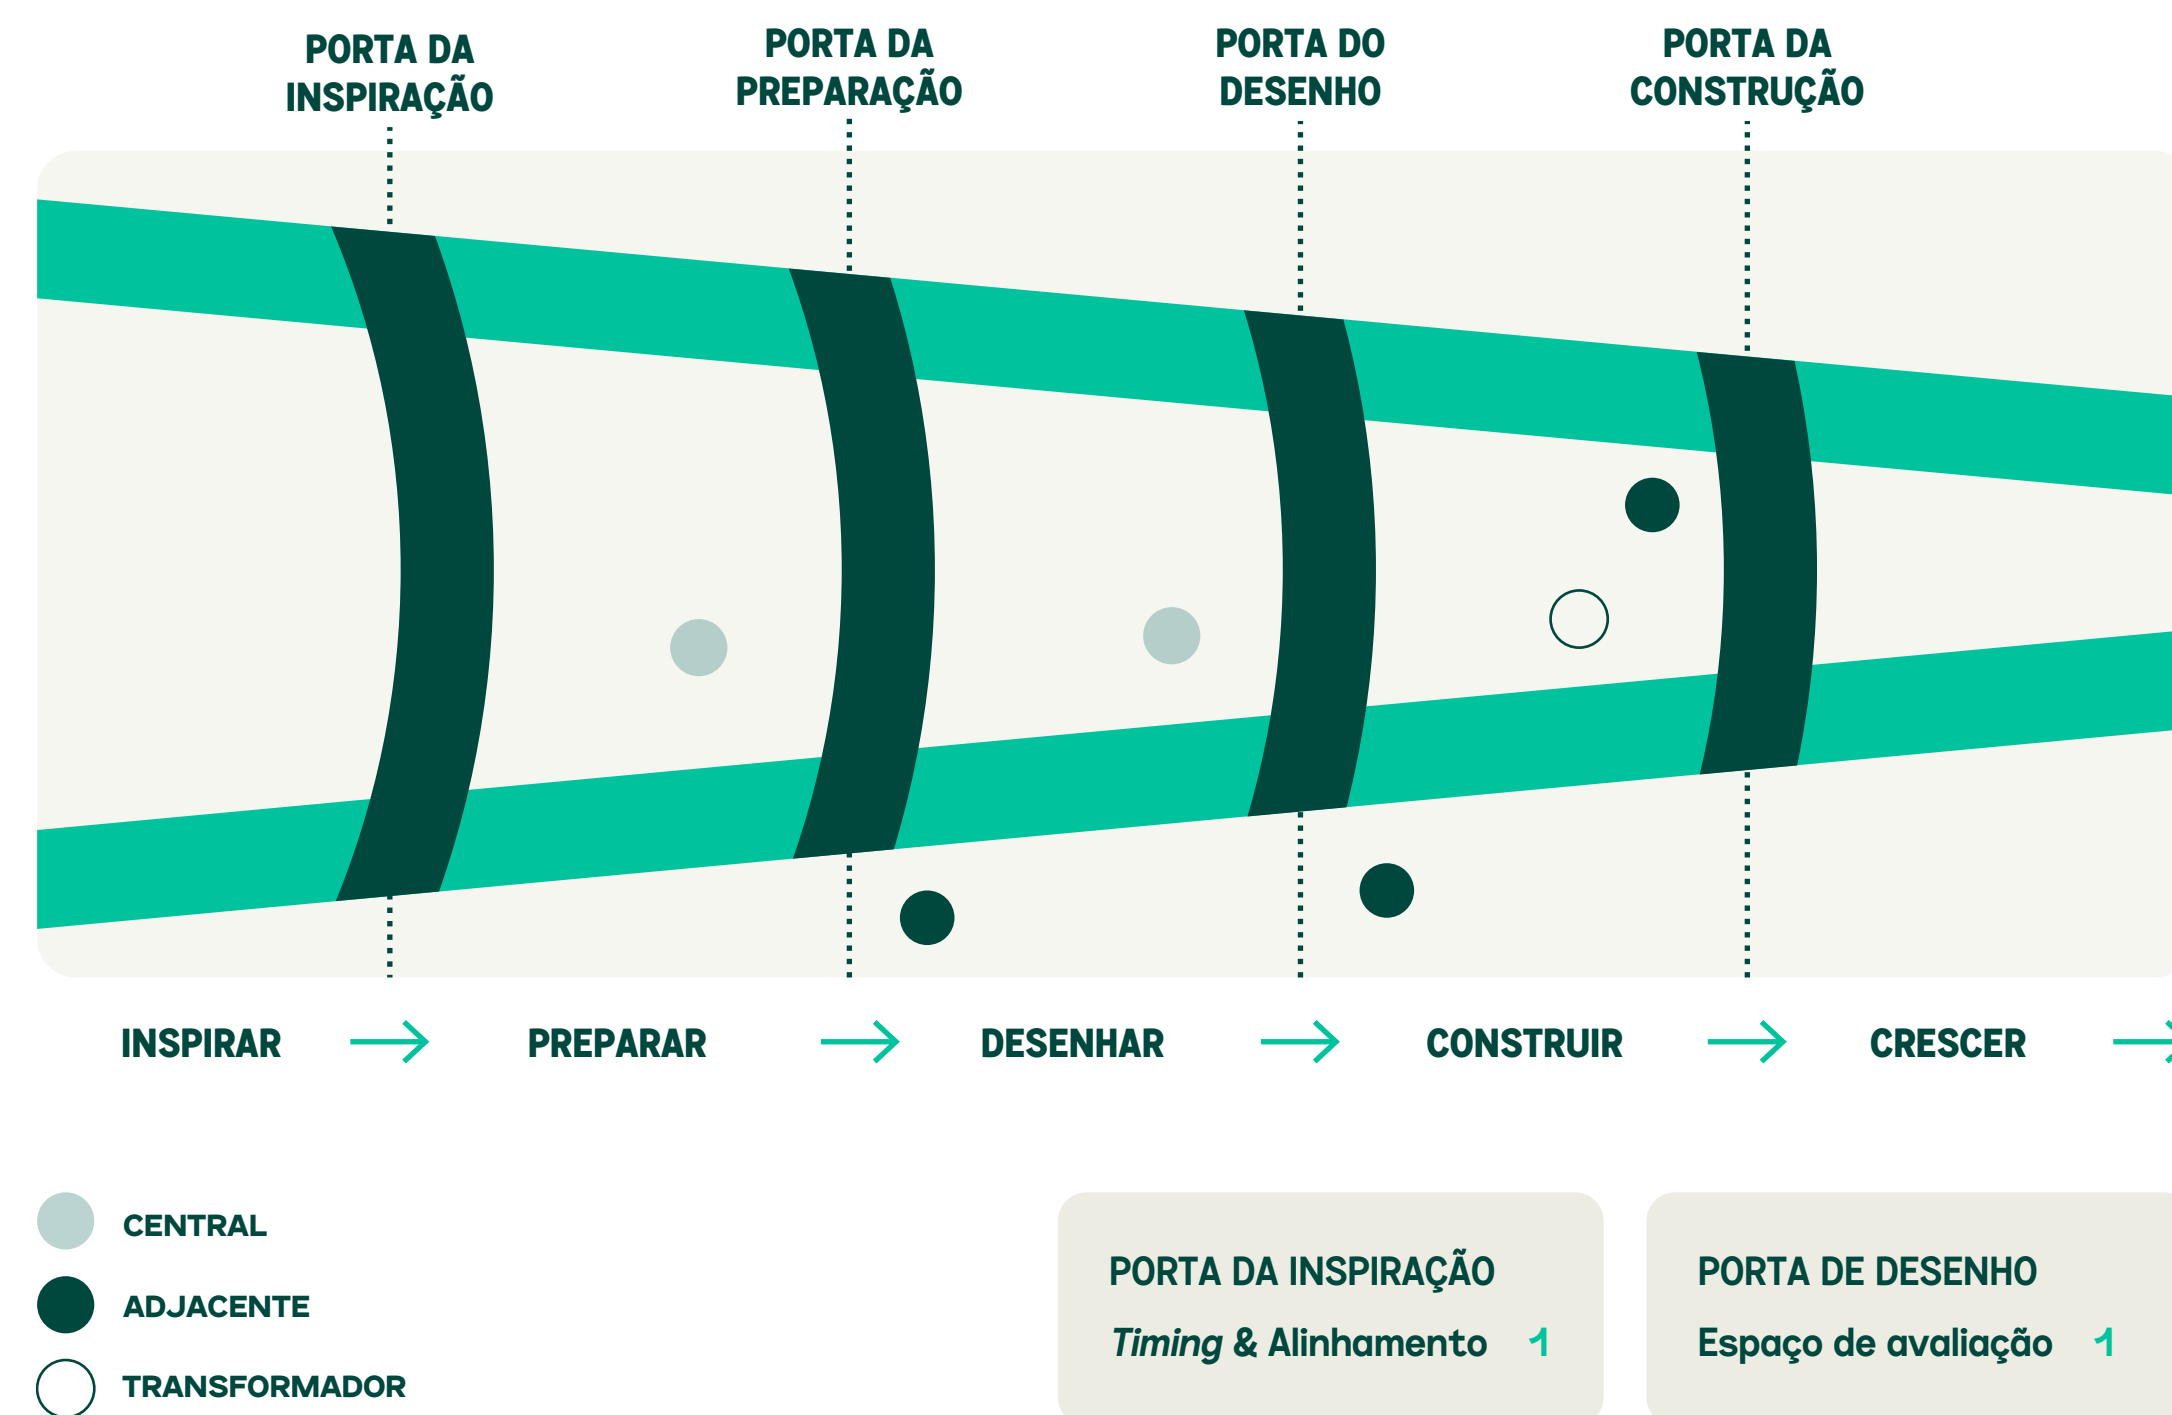 PORTA DA
INSPIRAÇÃO
PORTA DA
PREPARAÇÃO
PORTA DO
DESENHO
PORTA DA
CONSTRUÇÃO
INSPIRAR
PREPARAR
DESENHAR
CONSTRUIR
CRESCER
CENTRAL
ADJACENTE
TRANSFORMADOR
PORTA DA INSPIRAÇÃO
Timing & Alinhamento 1
PORTA DE DESENHO
Espaço de avaliação 1